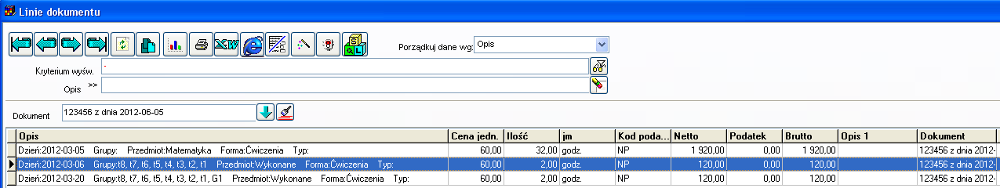 Linie dokumentu
XW
S
Q L
Porządkuj dane wg: Opis
Kryterium wyśw. -
Opis >>
Dokument 123456 z dnia 2012-06-05
Opis Cena jedn. Ilość jm Kod poda... Netto Podatek Brutto Opis 1 Dokument
Dzień:2012-03-05 Grupy: Przedmiot:Matematyka Forma:Ćwiczenia Typ: 60,00 32,00 godz. NP 1 920,00 0,00 1 920,00 123456 z dnia 2012-
Dzień:2012-03-06 Grupy:t8, t7, t6, t5, t4, t3, t2, t1 Przedmiot:Wykonane Forma:Ćwiczenia Typ: 60,00 2,00 godz. NP 120,00 0,00 120,00 123456 z dnia 2012-
Dzień:2012-03-20 Grupy:t8, t7, t6, t5, t4, t3, t2, t1, G1 Przedmiot:Wykonane Forma:Ćwiczenia Typ: 60,00 2,00 godz. NP 120,00 0,00 120,00 123456 z dnia 2012-